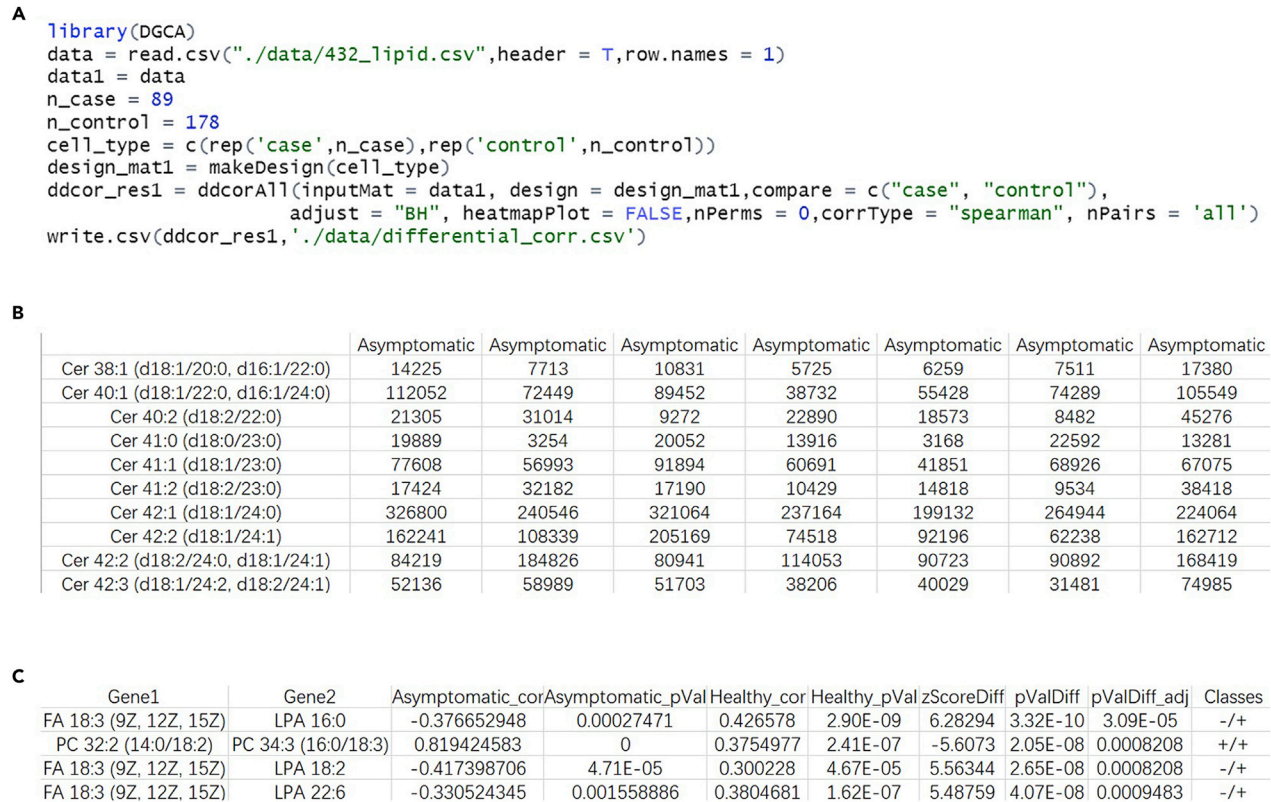 A
library(DGCA)
data = read.csv("./data/432_lipid.csv",header = T,row.names = 1)
data1 = data
n_case = 89
n_control = 178
cell_type = c(rep('case',n_case),rep('control',n_control))
design_mat1 = makeDesign(cell_type)
ddcor_res1 = ddcorAll(inputMat = data1, design = design_mat1,compare = c("case", "control"),
adjust = "BH", heatmapPlot = FALSE,nPerms = 0,corrType = "spearman", nPairs = 'all')
write.csv(ddcor_res1,'./data/differential_corr.csv')
B
Asymptomatic Asymptomatic Asymptomatic Asymptomatic Asymptomatic Asymptomatic Asymptomatic
Cer 38:1 (d18:1/20:0, d16:1/22:0) 14225 7713 10831 5725 6259 7511 17380
Cer 40:1 (d18:1/22:0, d16:1/24:0) 112052 72449 89452 38732 55428 74289 105549
Cer 40:2 (d18:2/22:0) 21305 31014 9272 22890 18573 8482 45276
Cer 41:0 (d18:0/23:0) 19889 3254 20052 13916 3168 22592 13281
Cer 41:1 (d18:1/23:0) 77608 56993 91894 60691 41851 68926 67075
Cer 41:2 (d18:2/23:0) 17424 32182 17190 10429 14818 9534 38418
Cer 42:1 (d18:1/24:0) 326800 240546 321064 237164 199132 264944 224064
Cer 42:2 (d18:1/24:1) 162241 108339 205169 74518 92196 62238 162712
Cer 42:2 (d18:2/24:0, d18:1/24:1) 84219 184826 80941 114053 90723 90892 168419
Cer 42:3 (d18:1/24:2, d18:2/24:1) 52136 58989 51703 38206 40029 31481 74985
C
Gene1 Gene2 Asymptomatic_cor Asymptomatic_pVal Healthy_cor Healthy_pVal zScoreDiff pValDiff pValDiff_adj Classes
FA 18:3 (9Z, 12Z, 15Z) LPA 16:0 -0.376652948 0.00027471 0.426578 2.90E-09 6.28294 3.32E-10 3.09E-05 -/+
PC 32:2 (14:0/18:2) PC 34:3 (16:0/18:3) 0.819424583 0 0.3754977 2.41E-07 -5.6073 2.05E-08 0.0008208 +/+
FA 18:3 (9Z, 12Z, 15Z) LPA 18:2 -0.417398706 4.71E-05 0.300228 4.67E-05 5.56344 2.65E-08 0.0008208 -/+
FA 18:3 (9Z, 12Z, 15Z) LPA 22:6 -0.330524345 0.001558886 0.3804681 1.62E-07 5.48759 4.07E-08 0.0009483 -/+